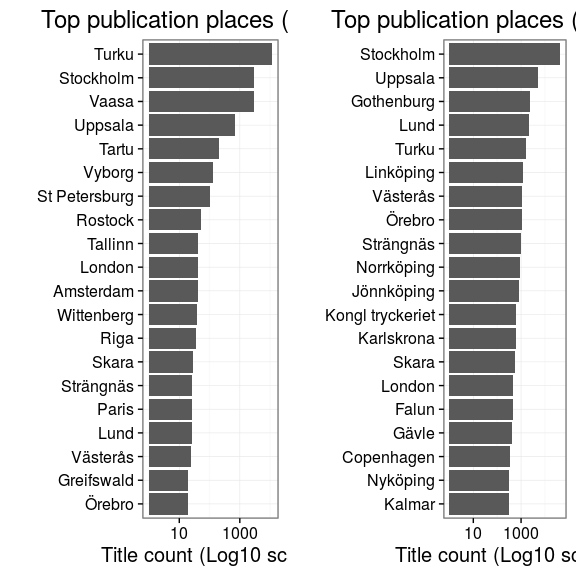 Top publication places (
Turku
Stockholm
Vaasa
Uppsala
Tartu
Vyborg
St Petersburg
Rostock
Tallinn
London
Amsterdam
Wittenberg
Riga
Skara
Strängnäs
Paris
Lund
Västerås
Greifswald
Örebro
10 1000
Title count (Log10 sc
Top publication places (
Stockholm
Uppsala
Gothenburg
Lund
Turku
Linköping
Västerås
Örebro
Strängnäs
Norrköping
Jönnköping
Kongl tryckeriet
Karlskrona
Skara
London
Falun
Gävle
Copenhagen
Nyköping
Kalmar
10 1000
Title count (Log10 sc